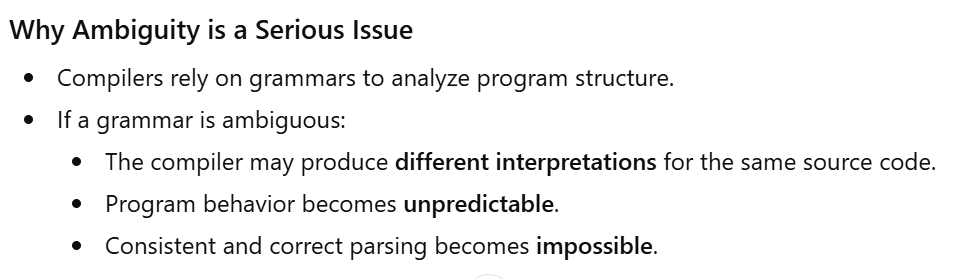 Why Ambiguity is a Serious Issue
• Compilers rely on grammars to analyze program structure.
• If a grammar is ambiguous:
• The compiler may produce different interpretations for the same source code.
• Program behavior becomes unpredictable.
• Consistent and correct parsing becomes impossible.